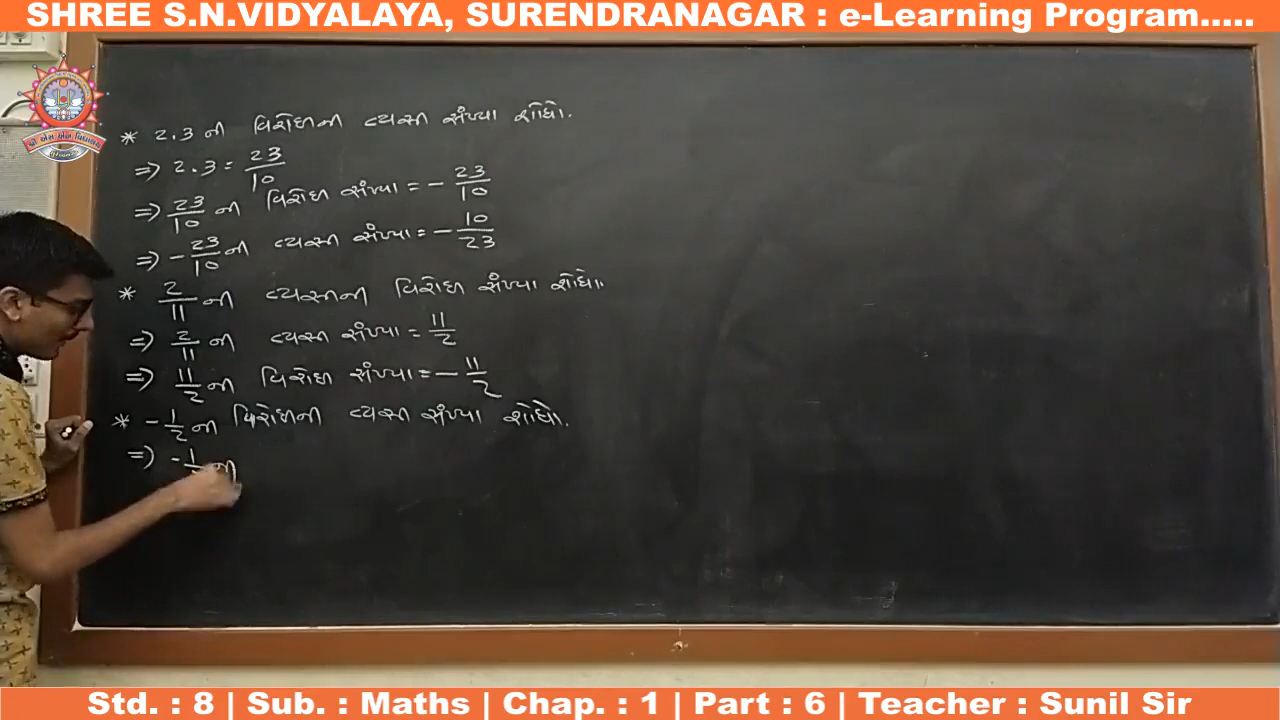 SHREE S.N.VIDYALAYA, SURENDRANAGAR : e-Learning Program.....
* 2.3 ની વિરોધીની વ્યસ્ત સંખ્યા શોધો.
=> 2.3 = 23/10
=> 23/10 ની વિરોધી સંખ્યા = - 23/10
=> - 23/10 ની વ્યસ્ત સંખ્યા = - 10/23
* 2/11 ની વ્યસ્તની વિરોધી સંખ્યા શોધો.
=> 2/11 ની વ્યસ્ત સંખ્યા = 11/2
=> 11/2 ની વિરોધી સંખ્યા = - 11/2
* - 1/2 ની વિરોધીની વ્યસ્ત સંખ્યા શોધો.
=> - 1 ની
Std. : 8 | Sub. : Maths | Chap. : 1 | Part : 6 | Teacher : Sunil Sir